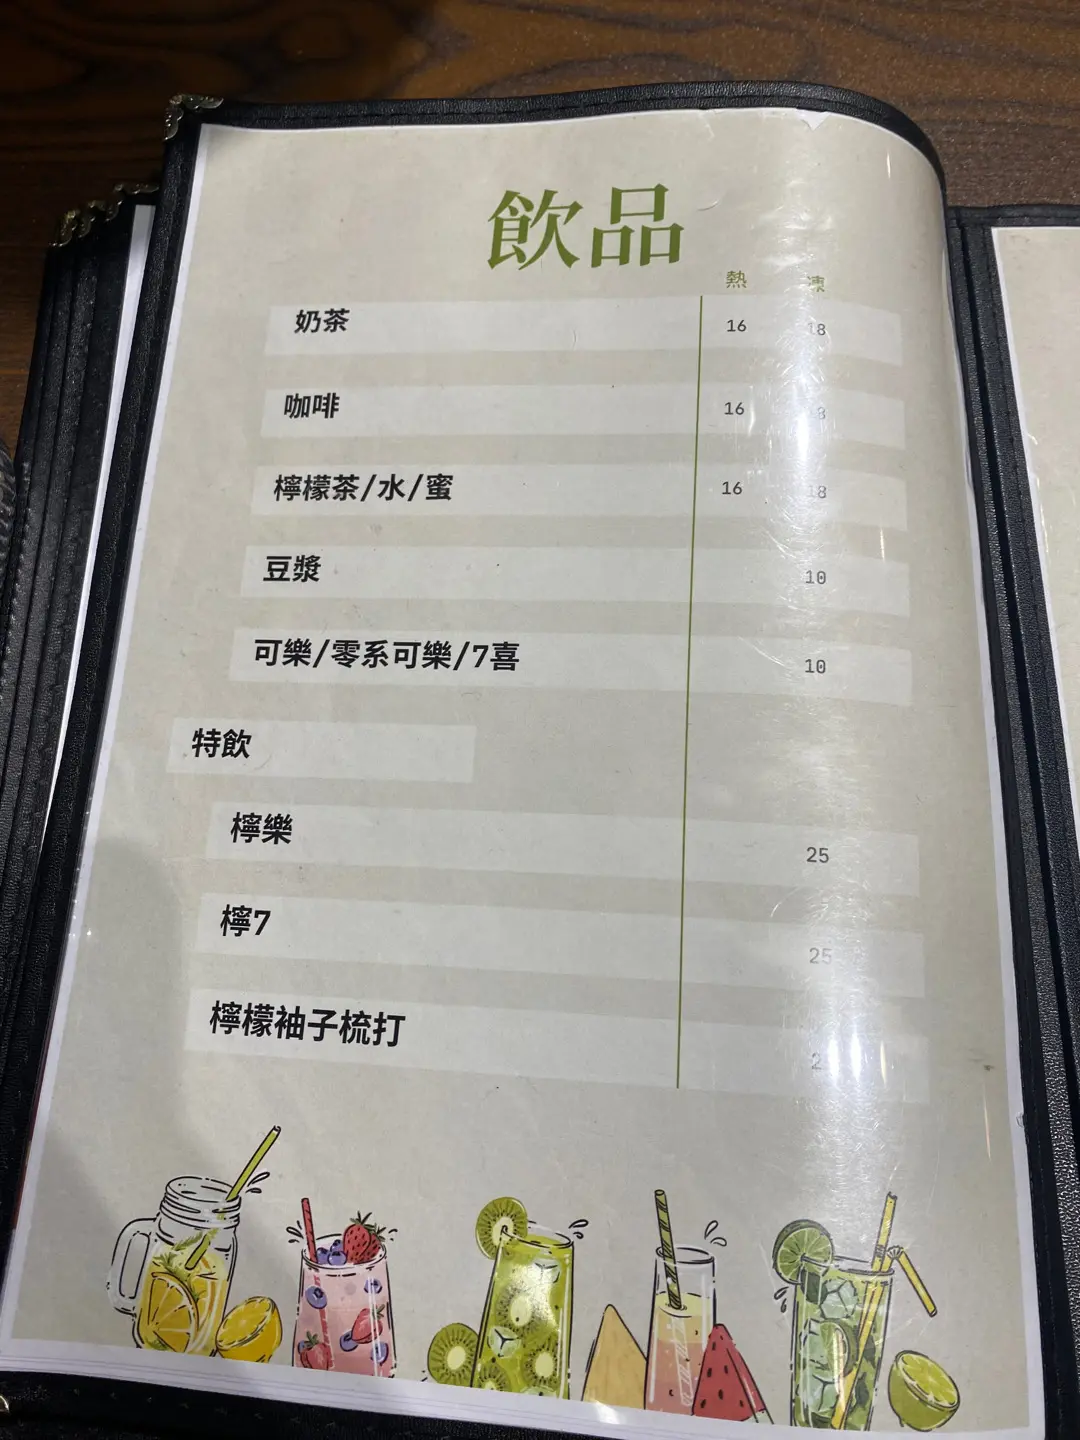 飲品
熱 凍
奶茶 16 18
咖啡 16
檸檬茶/水/蜜 16 18
豆漿 10
可樂/零系可樂/7喜 10
特飲
檸樂 25
檸7 25
檸檬袖子梳打